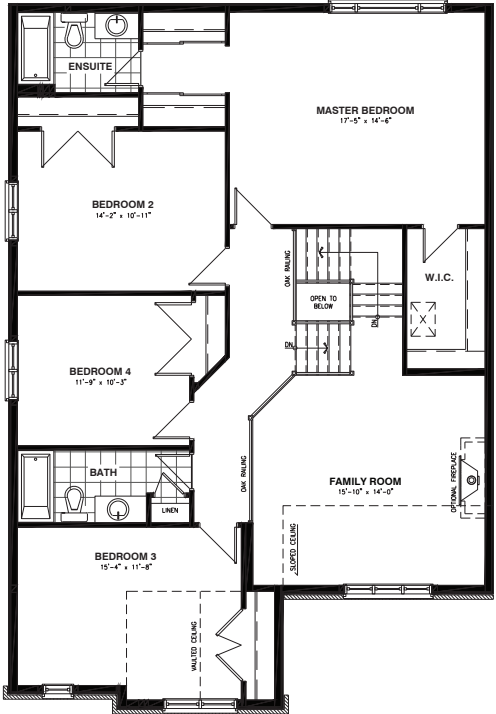 ENSUITE
MASTER BEDROOM
17'-5" x 14'-6"
BEDROOM 2
14'-2" x 10'-11"
OAK RAILING
W.I.C.
OPEN TO
BELOW
DN
DN
BEDROOM 4
11'-9" x 10'-3"
BATH
LINEN
OAK RAILING
FAMILY ROOM
15'-10" x 14'-0"
OPTIONAL FIREPLACE
SLOPED CEILING
BEDROOM 3
15'-4" x 11'-8"
VAULTED CEILING